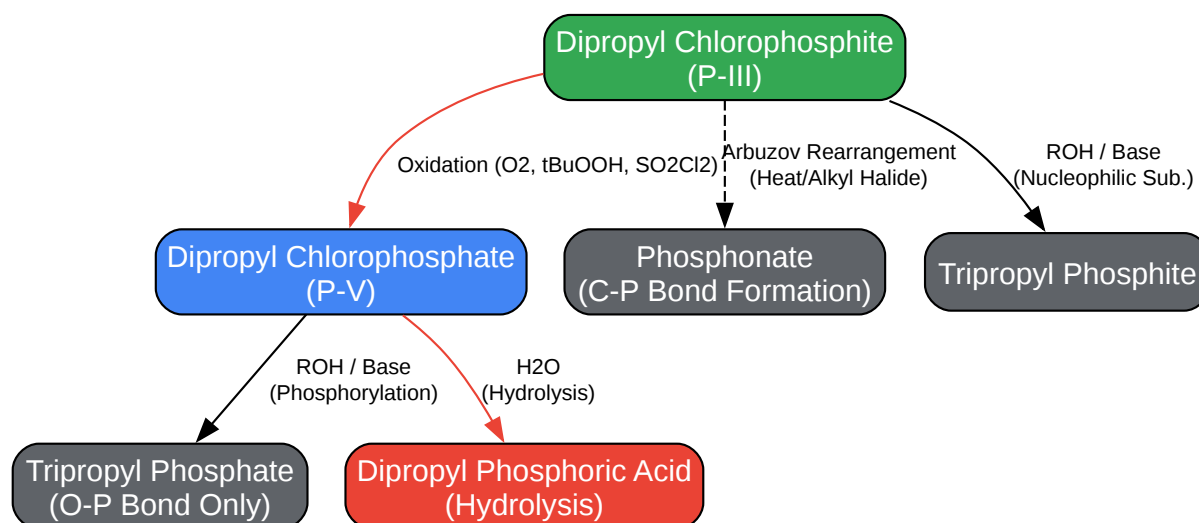 Dipropyl Chlorophosphite
(P-III)
Oxidation (O2, tBuOOH, SO2Cl2)
Arbuzov Rearrangement
(Heat/Alkyl Halide)
ROH / Base
(Nucleophilic Sub.)
Dipropyl Chlorophosphate
(P-V)
Phosphonate
(C-P Bond Formation)
Tripropyl Phosphite
ROH / Base
(Phosphorylation)
H2O
(Hydrolysis)
Tripropyl Phosphate
(O-P Bond Only)
Dipropyl Phosphoric Acid
(Hydrolysis)